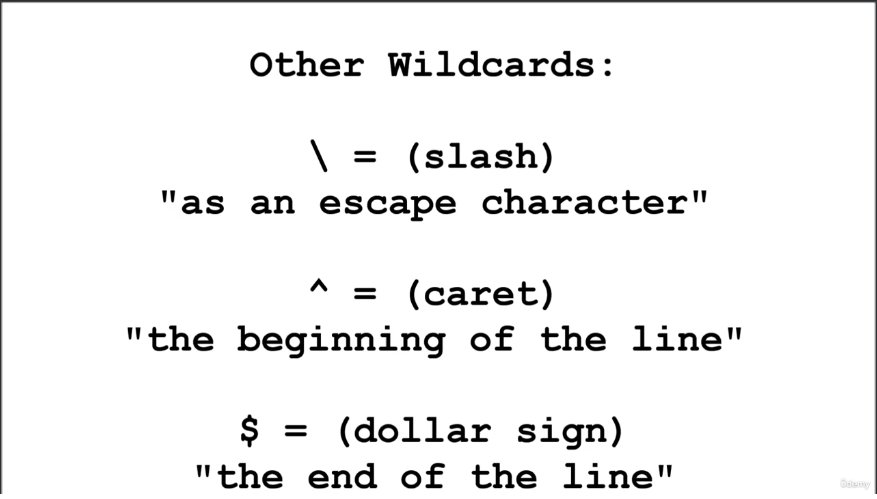 Other Wildcards:
\ = (slash)
"as an escape character"
^ = (caret)
"the beginning of the line"
$ = (dollar sign)
"the end of the line"
Udemy